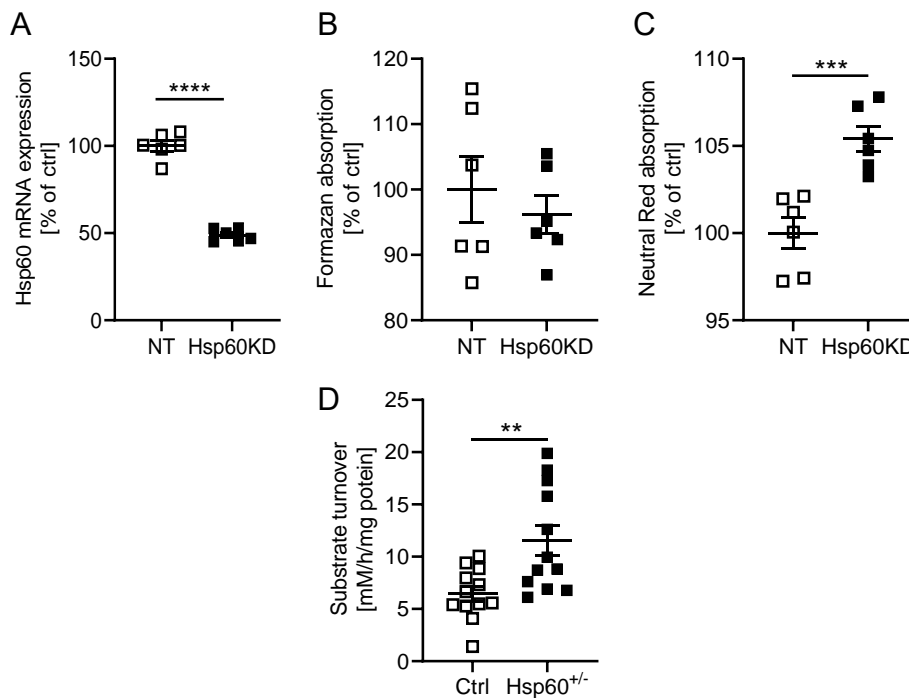 A
Hsp60 mRNA expression
[% of ctrl]
150
100
50
0
****
NT Hsp60KD
B
Formazan absorption
[% of ctrl]
120
110
100
90
80
NT Hsp60KD
C
Neutral Red absorption
[% of ctrl]
110
105
100
95
***
NT Hsp60KD
D
Substrate turnover
[mM/h/mg potein]
25
20
15
10
5
0
**
Ctrl Hsp60+/-